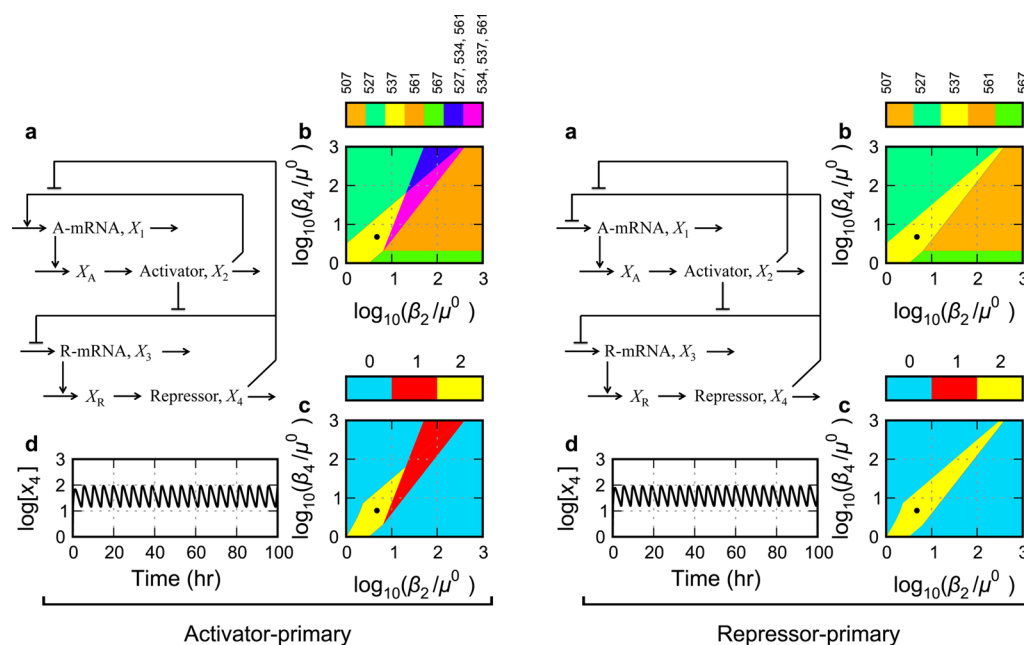 507
527
537
561
567
527, 534, 561
534, 537, 561
a
b
A-mRNA, X1
XA
Activator, X2
R-mRNA, X3
XR
Repressor, X4
log10(β4/μ0)
3
2
1
0
0 1 2 3
log10(β2/μ0)
0 1 2
c
log10(β4/μ0)
3
2
1
0
0 1 2 3
log10(β2/μ0)
d
log[x4]
3
2
1
0
0 20 40 60 80 100
Time (hr)
Activator-primary
507
527
537
561
567
a
b
A-mRNA, X1
XA
Activator, X2
R-mRNA, X3
XR
Repressor, X4
log10(β4/μ0)
3
2
1
0
0 1 2 3
log10(β2/μ0)
0 1 2
c
log10(β4/μ0)
3
2
1
0
0 1 2 3
log10(β2/μ0)
d
log[x4]
3
2
1
0
0 20 40 60 80 100
Time (hr)
Repressor-primary